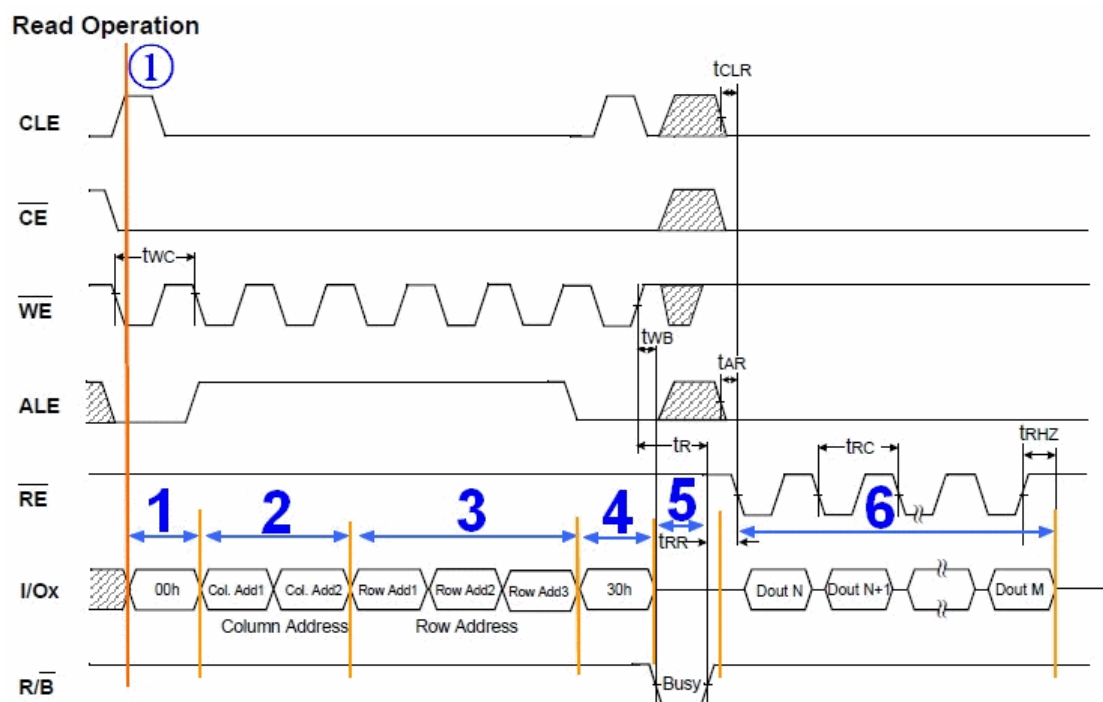 Read Operation
①
tCLR
CLE
CE
tWC
WE
tWB
tAR
ALE
tR
tRC
tRHZ
RE
1 2 3 4 5 6
tRR
I/Ox
00h Col. Add1 Col. Add2 Row Add1 Row Add2 Row Add3 30h Dout N Dout N+1 Dout M
Column Address Row Address
R/B
Busy